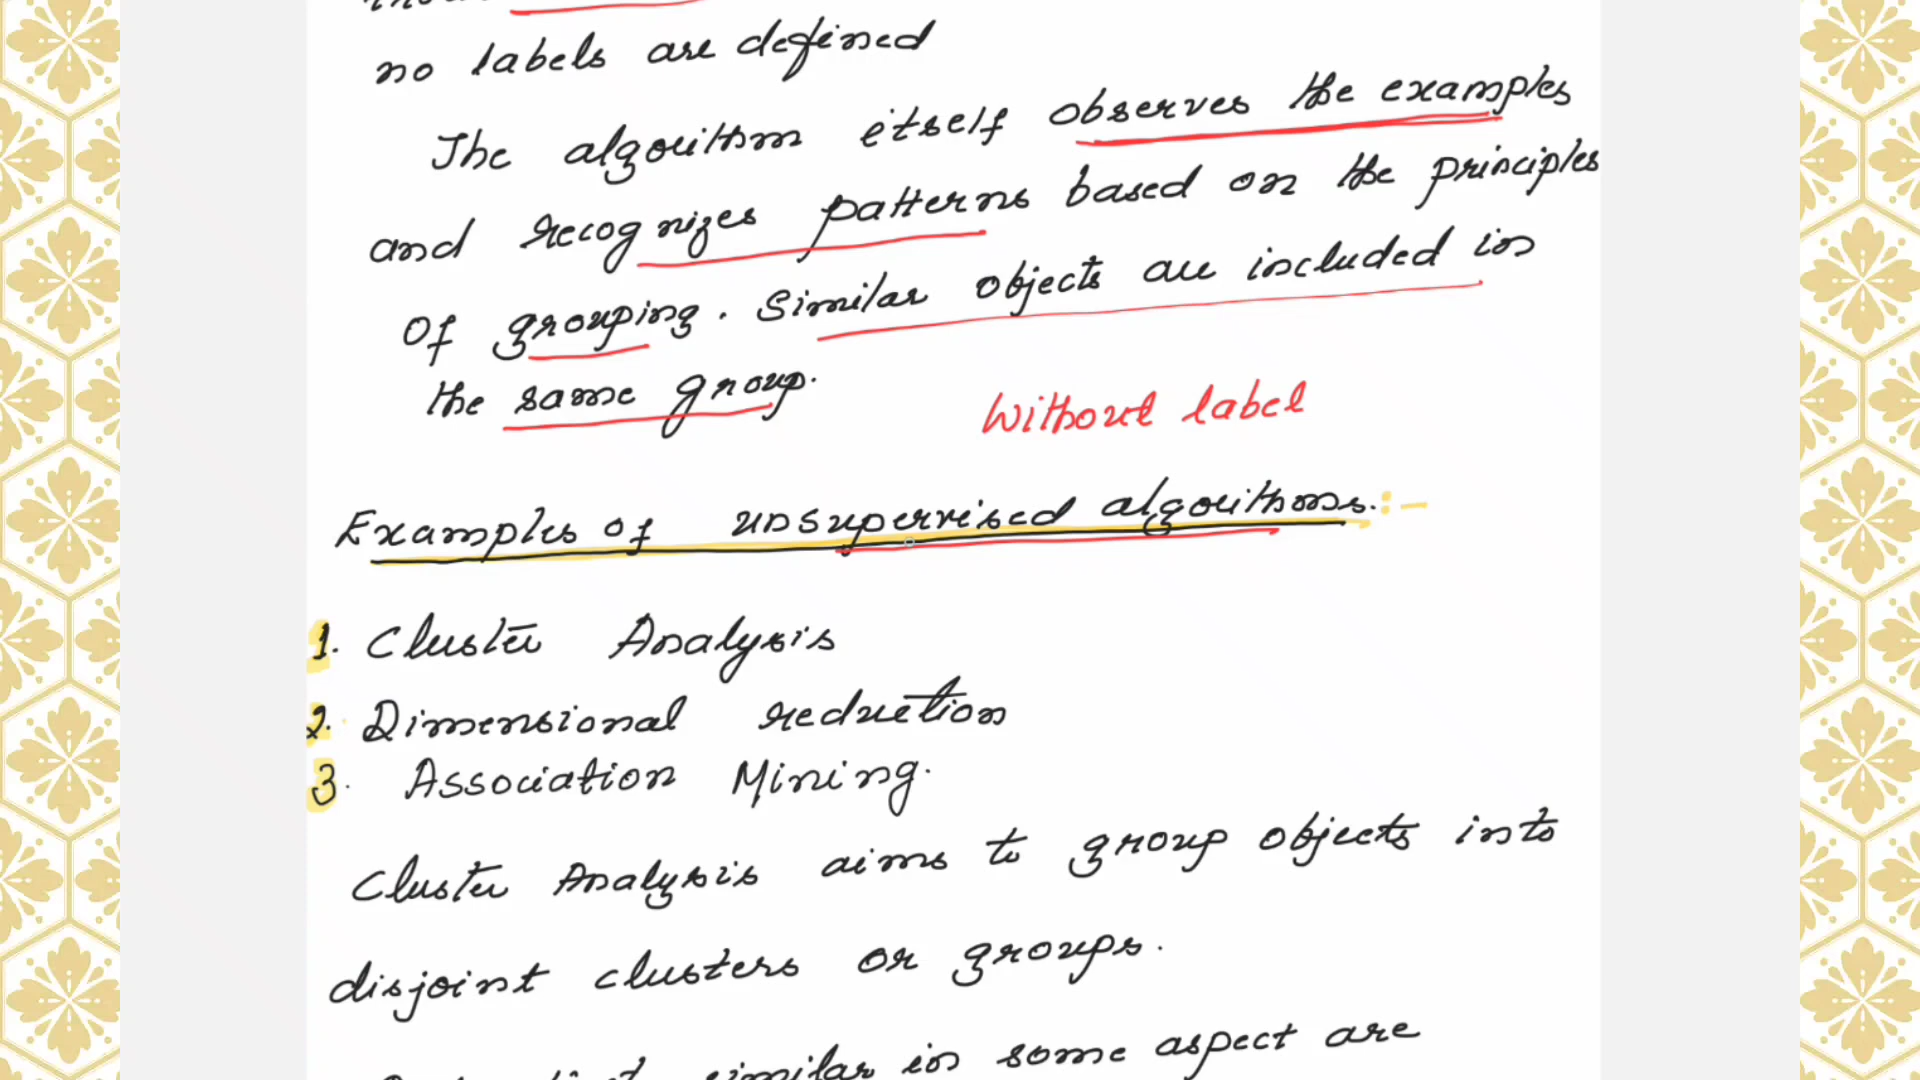 no labels are defined
The algorithm itself observes the examples
and recognizes patterns based on the principles
of grouping. Similar objects are included in
the same group.
Without label
Examples of unsupervised algorithms. :-
1. Cluster Analysis
2. Dimensional reduction
3. Association Mining.
Cluster Analysis aims to group objects into
disjoint clusters or groups.
similar in some aspect are